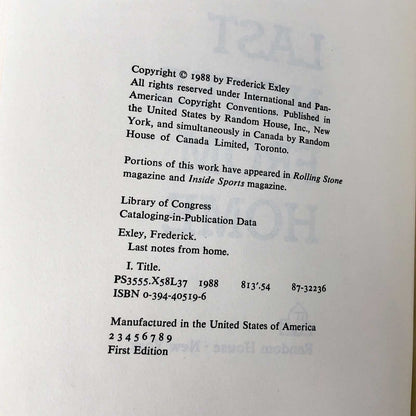 Copyright © 1988 by Frederick Exley
All rights reserved under International and Pan-
American Copyright Conventions. Published in
the United States by Random House, Inc., New
York, and simultaneously in Canada by Random
House of Canada Limited, Toronto.
Portions of this work have appeared in Rolling Stone
magazine and Inside Sports magazine.
Library of Congress
Cataloging-in-Publication Data
Exley, Frederick.
Last notes from home.
I. Title.
PS3555.X58L37 1988 813'.54 87-32236
ISBN 0-394-40519-6
Manufactured in the United States of America
2 3 4 5 6 7 8 9
First Edition